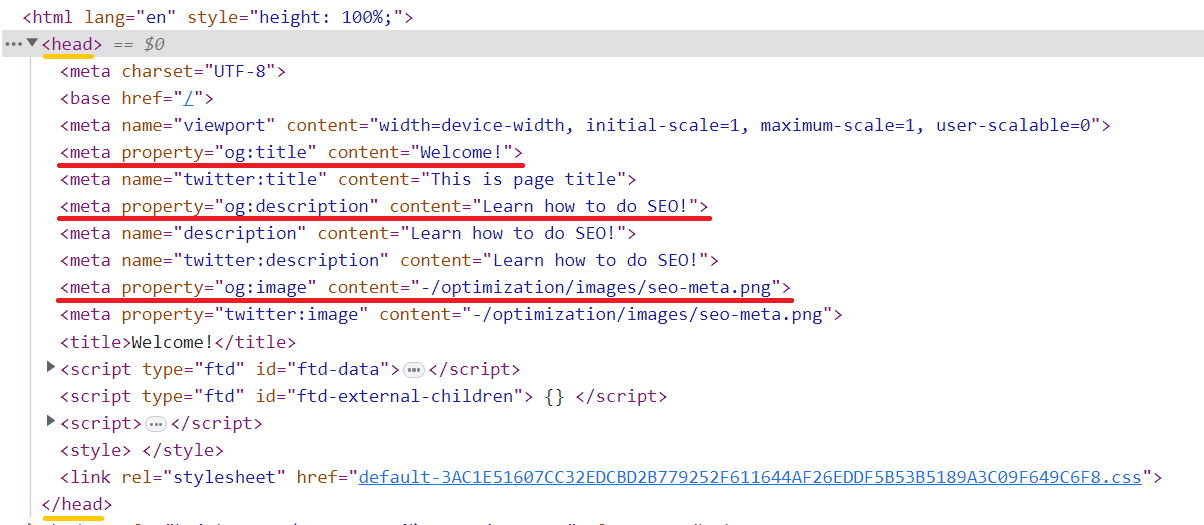 <html lang="en" style="height: 100%;">
<head> == $0
<meta charset="UTF-8">
<base href="/">
<meta name="viewport" content="width=device-width, initial-scale=1, maximum-scale=1, user-scalable=0">
<meta property="og:title" content="Welcome!">
<meta name="twitter:title" content="This is page title">
<meta property="og:description" content="Learn how to do SEO!">
<meta name="description" content="Learn how to do SEO!">
<meta name="twitter:description" content="Learn how to do SEO!">
<meta property="og:image" content="-/optimization/images/seo-meta.png">
<meta property="twitter:image" content="-/optimization/images/seo-meta.png">
<title>Welcome!</title>
<script type="ftd" id="ftd-data">…</script>
<script type="ftd" id="ftd-external-children"> {} </script>
<script>…</script>
<style> </style>
<link rel="stylesheet" href="default-3AC1E51607CC32EDCBD2B779252F611644AF26EDDF5B53B5189A3C09F649C6F8.css">
</head>